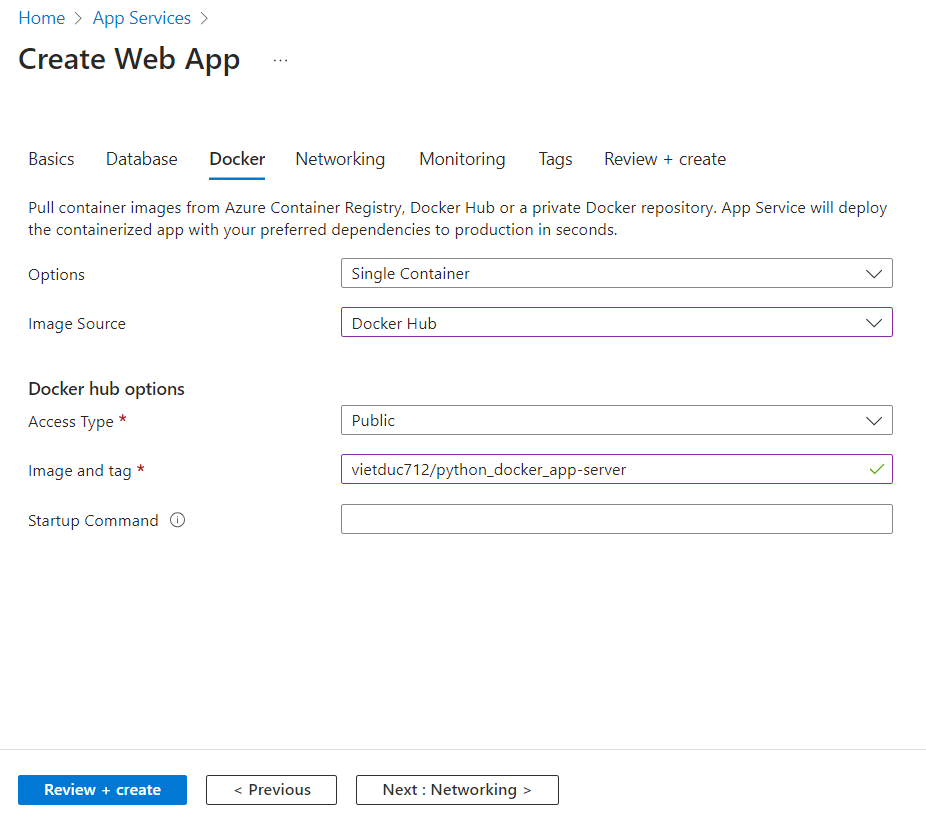 Home > App Services >
Create Web App ...
Basics Database Docker Networking Monitoring Tags Review + create
Pull container images from Azure Container Registry, Docker Hub or a private Docker repository. App Service will deploy
the containerized app with your preferred dependencies to production in seconds.
Options Single Container
Image Source Docker Hub
Docker hub options
Access Type * Public
Image and tag * vietduc712/python_docker_app-server
Startup Command
Review + create < Previous Next : Networking >